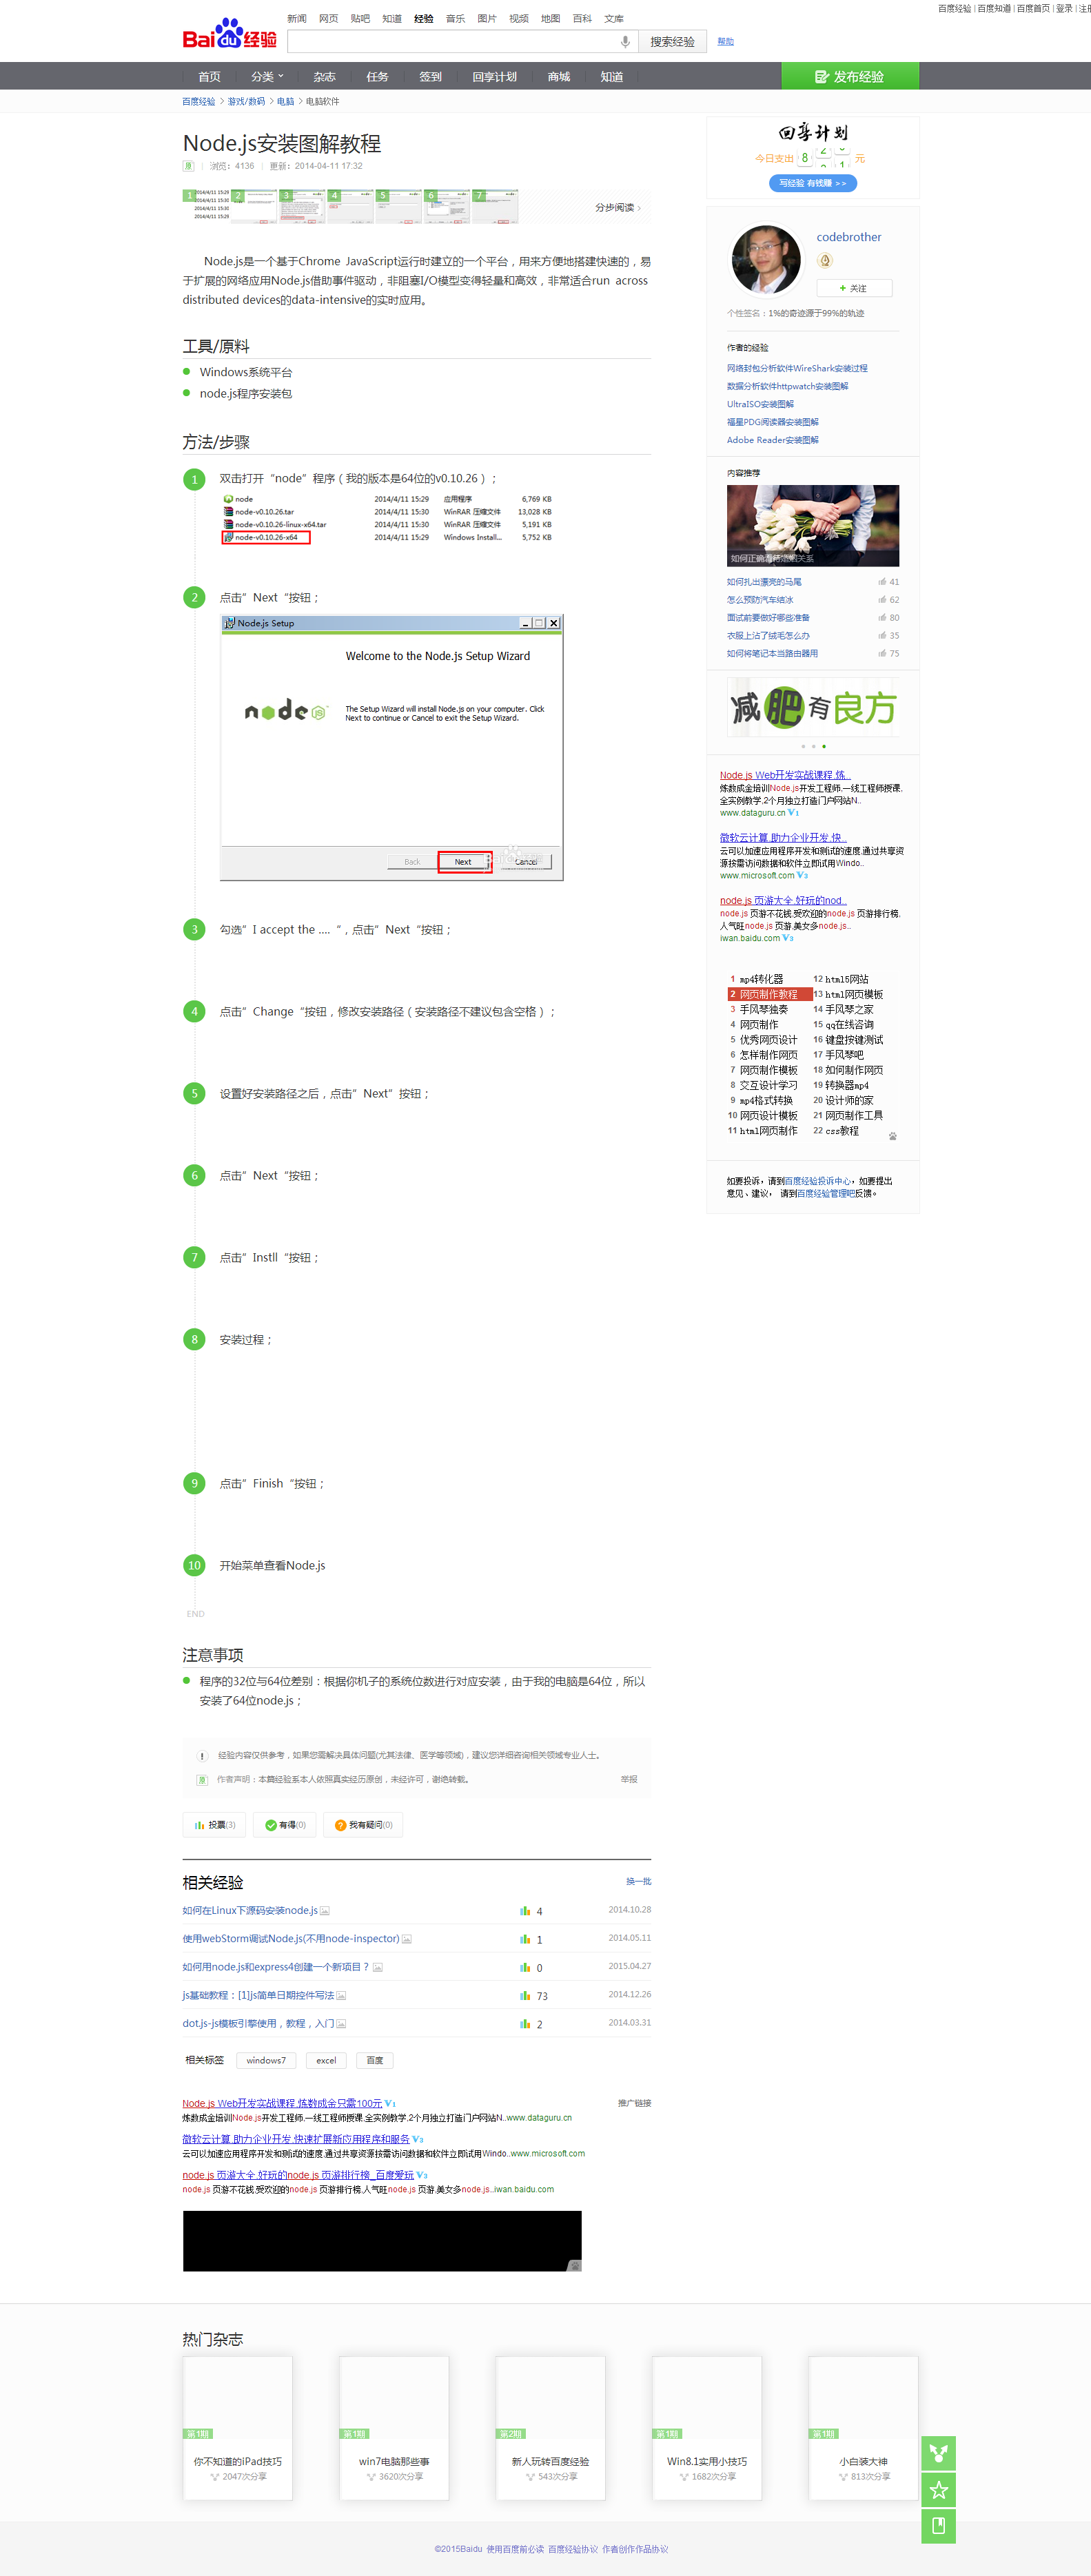 百度经验 | 百度知道 | 百度首页 | 登录 | 注册
新闻 网页 贴吧 知道 经验 音乐 图片 视频 地图 百科 文库
Baidu经验
搜索经验 帮助
首页 分类 杂志 任务 签到 回享计划 商城 知道 发布经验
百度经验 > 游戏/数码 > 电脑 > 电脑软件
Node.js安装图解教程
原 | 浏览：4136 | 更新：2014-04-11 17:32
1 2 3 4 5 6 7
分步阅读 >
Node.js是一个基于Chrome JavaScript运行时建立的一个平台，用来方便地搭建快速的，易
于扩展的网络应用Node.js借助事件驱动，非阻塞I/O模型变得轻量和高效，非常适合run across
distributed devices的data-intensive的实时应用。
工具/原料
Windows系统平台
node.js程序安装包
方法/步骤
1 双击打开“node”程序（我的版本是64位的v0.10.26）；
node 2014/4/11 15:29 应用程序 6,769 KB
node-v0.10.26.tar 2014/4/11 15:30 WinRAR 压缩文件 13,028 KB
node-v0.10.26-linux-x64.tar 2014/4/11 15:30 WinRAR 压缩文件 5,191 KB
node-v0.10.26-x64 2014/4/11 15:29 Windows Install... 5,752 KB
2 点击”Next“按钮；
Node.js Setup
Welcome to the Node.js Setup Wizard
node JS
The Setup Wizard will install Node.js on your computer. Click
Next to continue or Cancel to exit the Setup Wizard.
Back Next Cancel
3 勾选”I accept the ....“，点击”Next“按钮；
4 点击”Change“按钮，修改安装路径（安装路径不建议包含空格）；
5 设置好安装路径之后，点击”Next”按钮；
6 点击”Next“按钮；
7 点击”Instll“按钮；
8 安装过程；
9 点击”Finish“按钮；
10 开始菜单查看Node.js
END
注意事项
程序的32位与64位差别：根据你机子的系统位数进行对应安装，由于我的电脑是64位，所以
安装了64位node.js；
经验内容仅供参考，如果您需解决具体问题(尤其法律、医学等领域)，建议您详细咨询相关领域专业人士。
原 作者声明：本篇经验系本人依照真实经历原创，未经许可，谢绝转载。 举报
投票(3) 有得(0) 我有疑问(0)
相关经验 换一批
如何在Linux下源码安装node.js 4 2014.10.28
使用webStorm调试Node.js(不用node-inspector) 1 2014.05.11
如何用node.js和express4创建一个新项目？ 0 2015.04.27
js基础教程：[1]js简单日期控件写法 73 2014.12.26
dot.js-js模板引擎使用，教程，入门 2 2014.03.31
相关标签 windows7 excel 百度
Node.js Web开发实战课程,炼数成金只需100元 V1 推广链接
炼数成金培训Node.js开发工程师,一线工程师授课,全实例教学,2个月独立打造门户网站N..www.dataguru.cn
微软云计算,助力企业开发,快速扩展新应用程序和服务 V3
云可以加速应用程序开发和测试的速度,通过共享资源按需访问数据和软件立即试用Windo..www.microsoft.com
node.js 页游大全,好玩的node.js 页游排行榜_百度爱玩 V3
node.js 页游不花钱,受欢迎的node.js 页游排行榜,人气旺node.js 页游,美女多node.js..iwan.baidu.com
回享计划
今日支出 8 2 元
写经验 有钱赚 >>
codebrother
+ 关注
个性签名：1%的奇迹源于99%的轨迹
作者的经验
网络封包分析软件WireShark安装过程
数据分析软件httpwatch安装图解
UltraISO安装图解
福星PDG阅读器安装图解
Adobe Reader安装图解
内容推荐
如何扎出漂亮的马尾 41
怎么预防汽车结冰 62
面试前要做好哪些准备 80
衣服上沾了绒毛怎么办 35
如何将笔记本当路由器用 75
减肥有良方
Node.js Web开发实战课程,炼..
炼数成金培训Node.js开发工程师,一线工程师授课,
全实例教学,2个月独立打造门户网站N..
www.dataguru.cn V1
微软云计算,助力企业开发,快..
云可以加速应用程序开发和测试的速度,通过共享资
源按需访问数据和软件立即试用Windo..
www.microsoft.com V3
node.js 页游大全,好玩的nod..
node.js 页游不花钱,受欢迎的node.js 页游排行榜,
人气旺node.js 页游,美女多node.js..
iwan.baidu.com V3
1 mp4转化器 12 html5网站
2 网页制作教程 13 html网页模板
3 手风琴独奏 14 手风琴之家
4 网页制作 15 qq在线咨询
5 优秀网页设计 16 键盘按键测试
6 怎样制作网页 17 手风琴吧
7 网页制作模板 18 如何制作网页
8 交互设计学习 19 转换器mp4
9 mp4格式转换 20 设计师的家
10 网页设计模板 21 网页制作工具
11 html网页制作 22 css教程
如要投诉，请到百度经验投诉中心，如要提出
意见、建议， 请到百度经验管理吧反馈。
热门杂志
第1期 第1期 第2期 第1期 第1期
你不知道的iPad技巧 win7电脑那些事 新人玩转百度经验 Win8.1实用小技巧 小白装大神
2047次分享 3620次分享 543次分享 1682次分享 813次分享
©2015Baidu 使用百度前必读 百度经验协议 作者创作作品协议